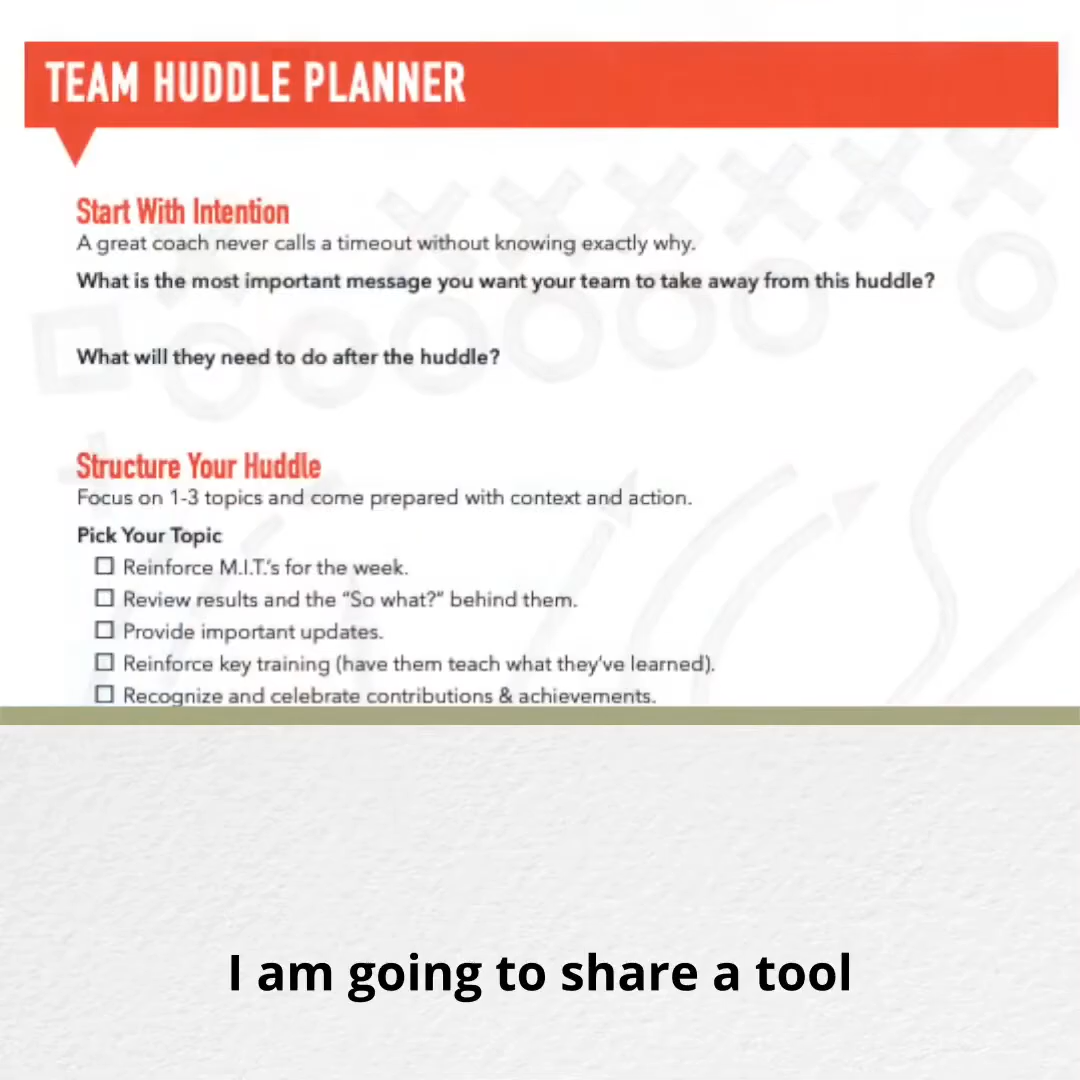 TEAM HUDDLE PLANNER
Start With Intention
A great coach never calls a timeout without knowing exactly why.
What is the most important message you want your team to take away from this huddle?
What will they need to do after the huddle?
Structure Your Huddle
Focus on 1-3 topics and come prepared with context and action.
Pick Your Topic
Reinforce M.I.T.'s for the week.
Review results and the “So what?” behind them.
Provide important updates.
Reinforce key training (have them teach what they've learned).
Recognize and celebrate contributions & achievements.
I am going to share a tool